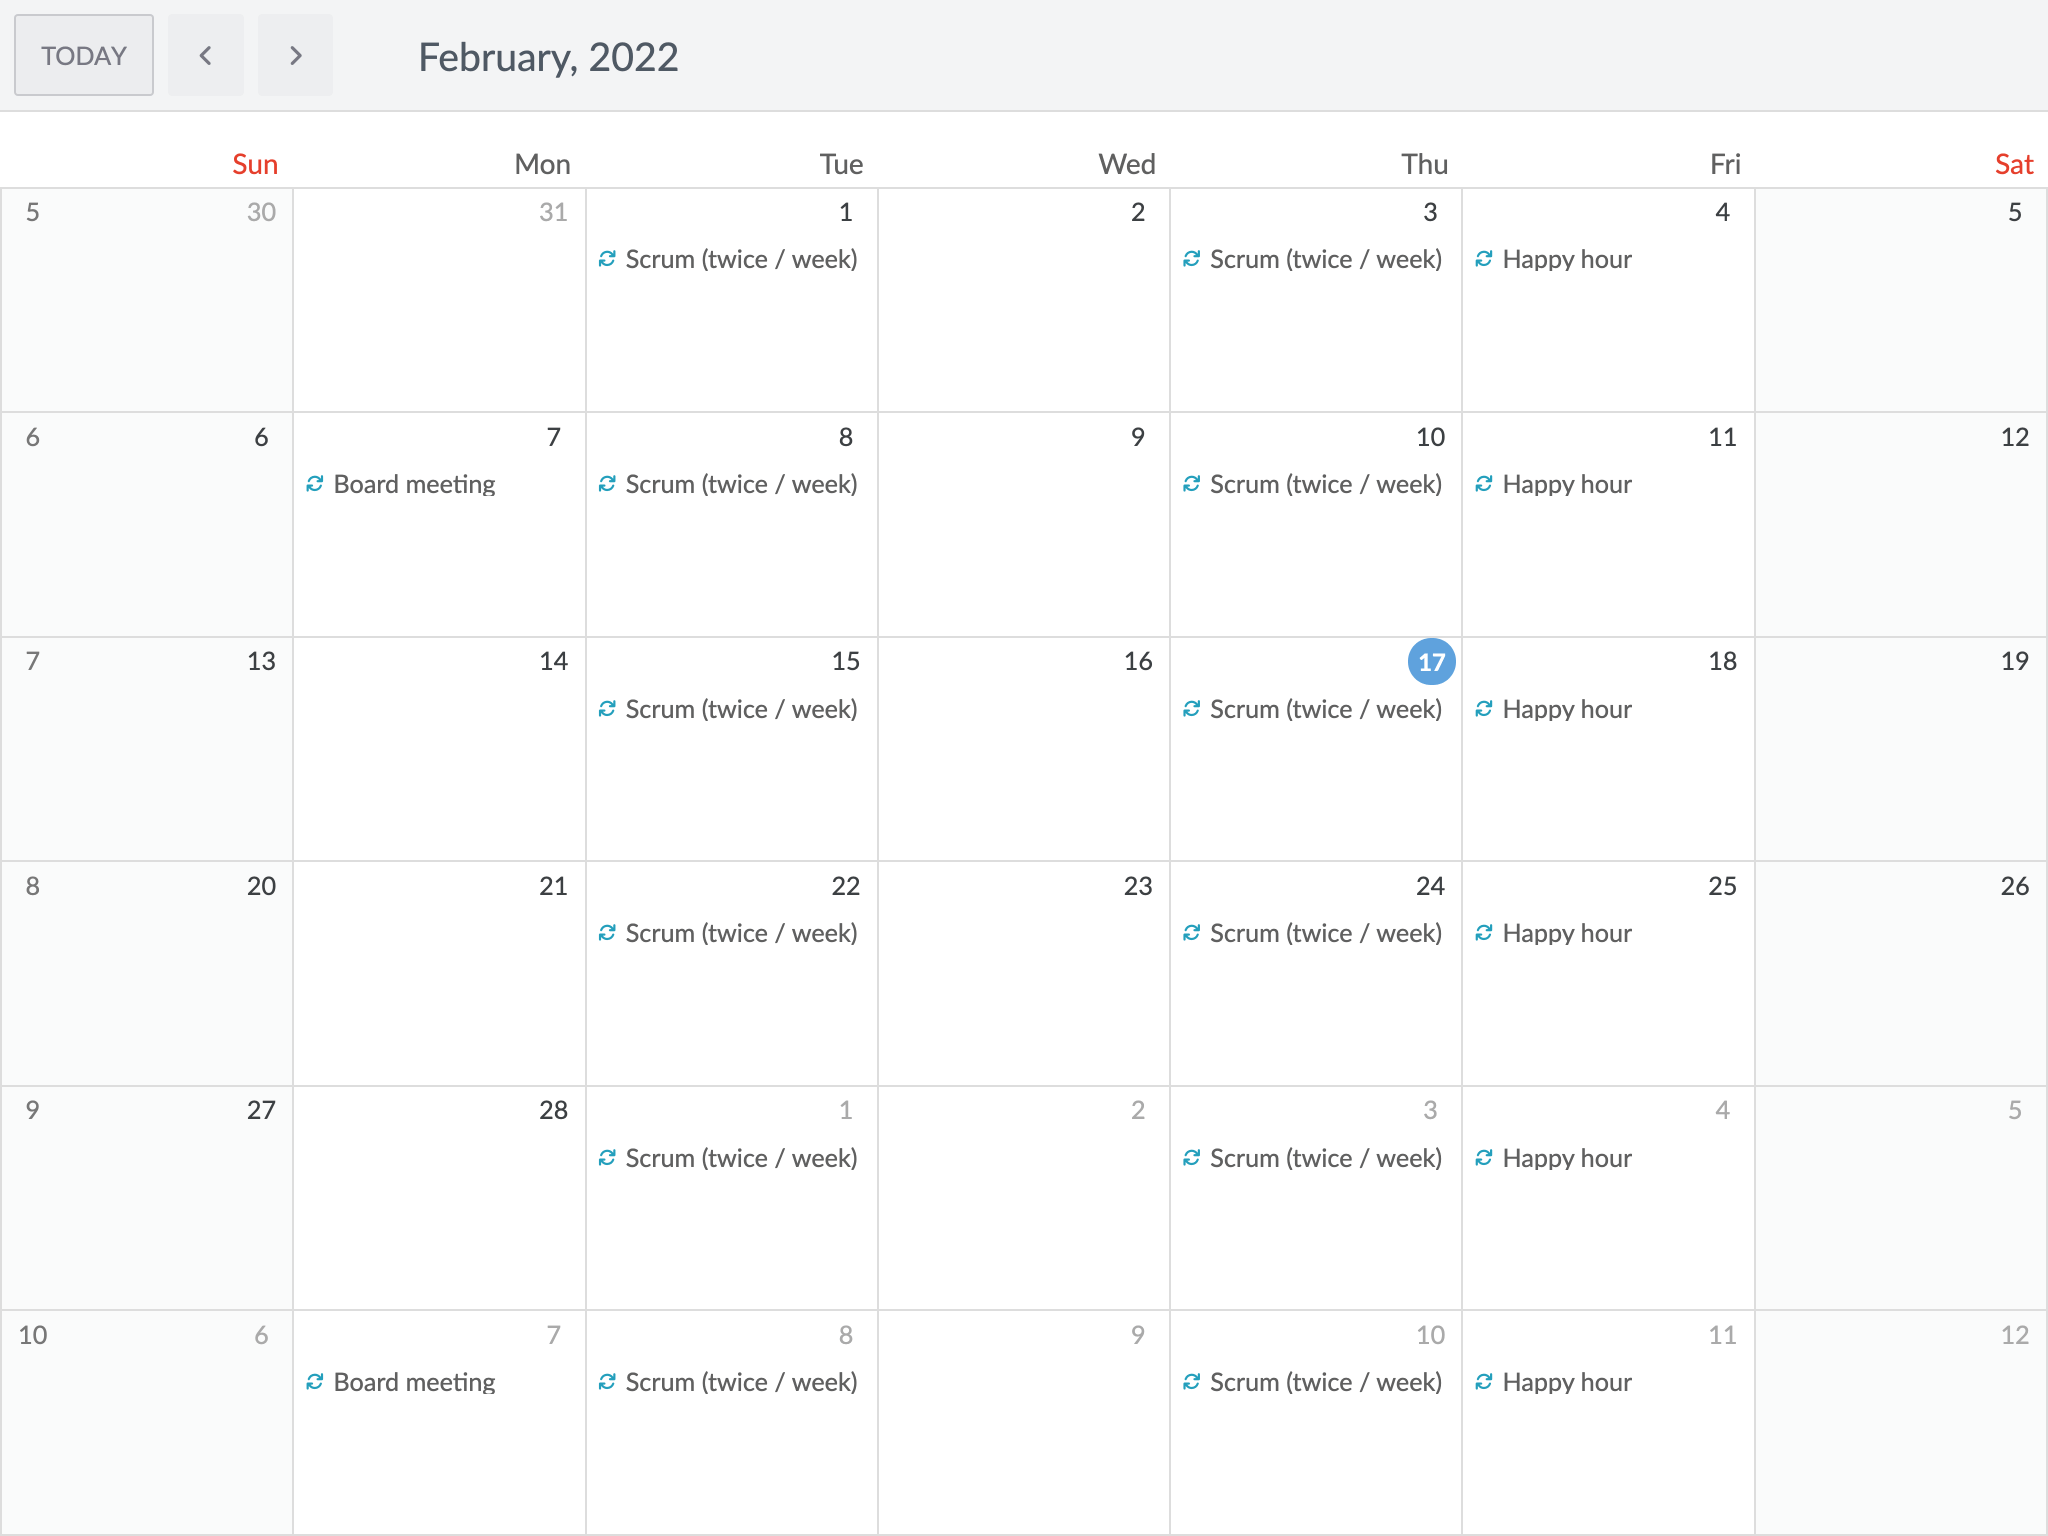 TODAY February, 2022
Sun Mon Tue Wed Thu Fri Sat
5 30 31 1 2 3 4 5
Scrum (twice / week) Scrum (twice / week) Happy hour
6 6 7 8 9 10 11 12
Board meeting Scrum (twice / week) Scrum (twice / week) Happy hour
7 13 14 15 16 17 18 19
Scrum (twice / week) Scrum (twice / week) Happy hour
8 20 21 22 23 24 25 26
Scrum (twice / week) Scrum (twice / week) Happy hour
9 27 28 1 2 3 4 5
Scrum (twice / week) Scrum (twice / week) Happy hour
10 6 7 8 9 10 11 12
Board meeting Scrum (twice / week) Scrum (twice / week) Happy hour